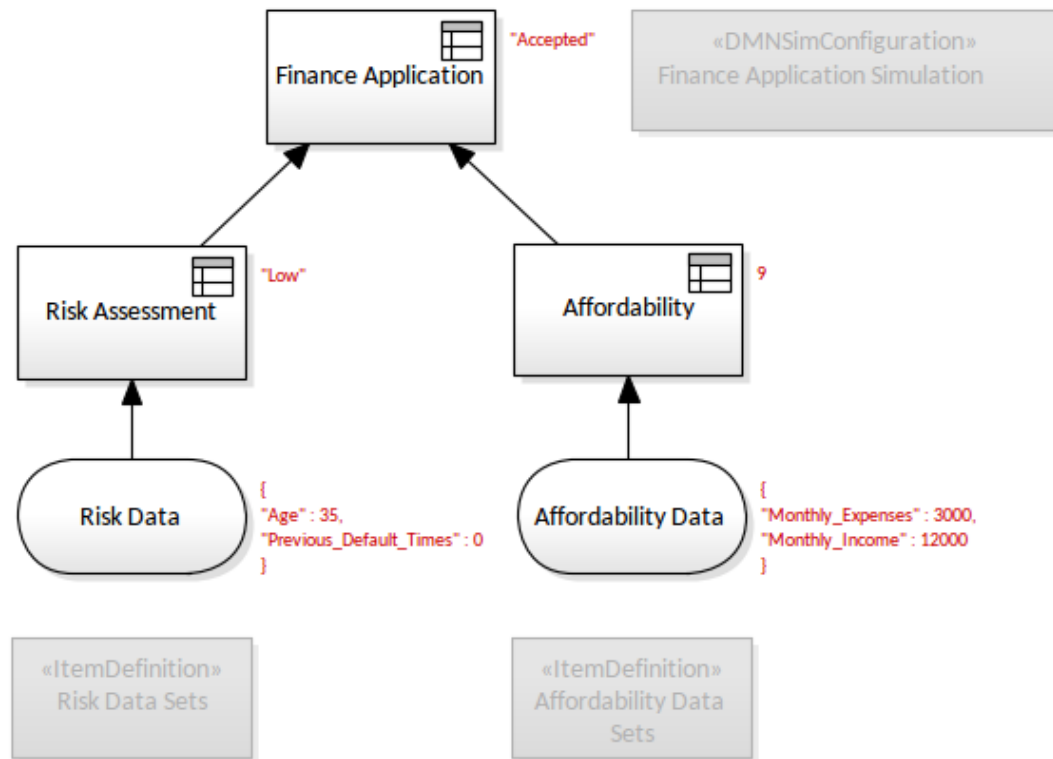 Finance Application
"Accepted"
«DMNSimConfiguration»
Finance Application Simulation
Risk Assessment
"Low"
Affordability
9
Risk Data
{
"Age" : 35,
"Previous_Default_Times" : 0
}
Affordability Data
{
"Monthly_Expenses" : 3000,
"Monthly_Income" : 12000
}
«ItemDefinition»
Risk Data Sets
«ItemDefinition»
Affordability Data
Sets